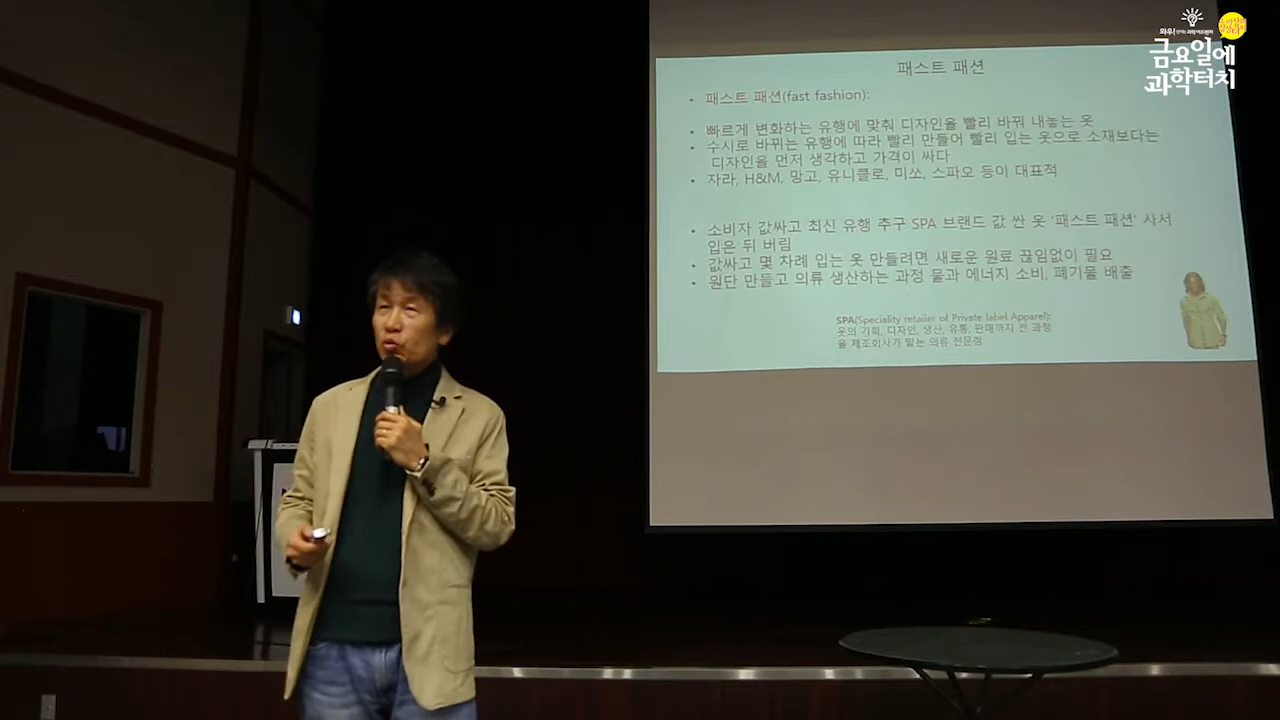 와우!
금요일에
과학터치
패스트 패션
• 패스트 패션(fast fashion):
• 빠르게 변화하는 유행에 맞춰 디자인을 빨리 바꿔 내놓는 옷
• 수시로 바뀌는 유행에 따라 빨리 만들어 빨리 입는 옷으로 소재보다는
디자인을 먼저 생각하고 가격이 싸다
• 자라, H&M, 망고, 유니클로, 미쏘, 스파오 등이 대표적
• 소비자 값싸고 최신 유행 추구 SPA 브랜드 값 싼 옷 '패스트 패션' 사서
입은 뒤 버림
• 값싸고 몇 차례 입는 옷 만들려면 새로운 원료 끊임없이 필요
• 원단 만들고 의류 생산하는 과정 물과 에너지 소비, 폐기물 배출
SPA(Speciality retailer of Private label Apparel):
옷의 기획, 디자인, 생산, 유통, 판매까지 전 과정
을 제조회사가 맡는 의류 전문점